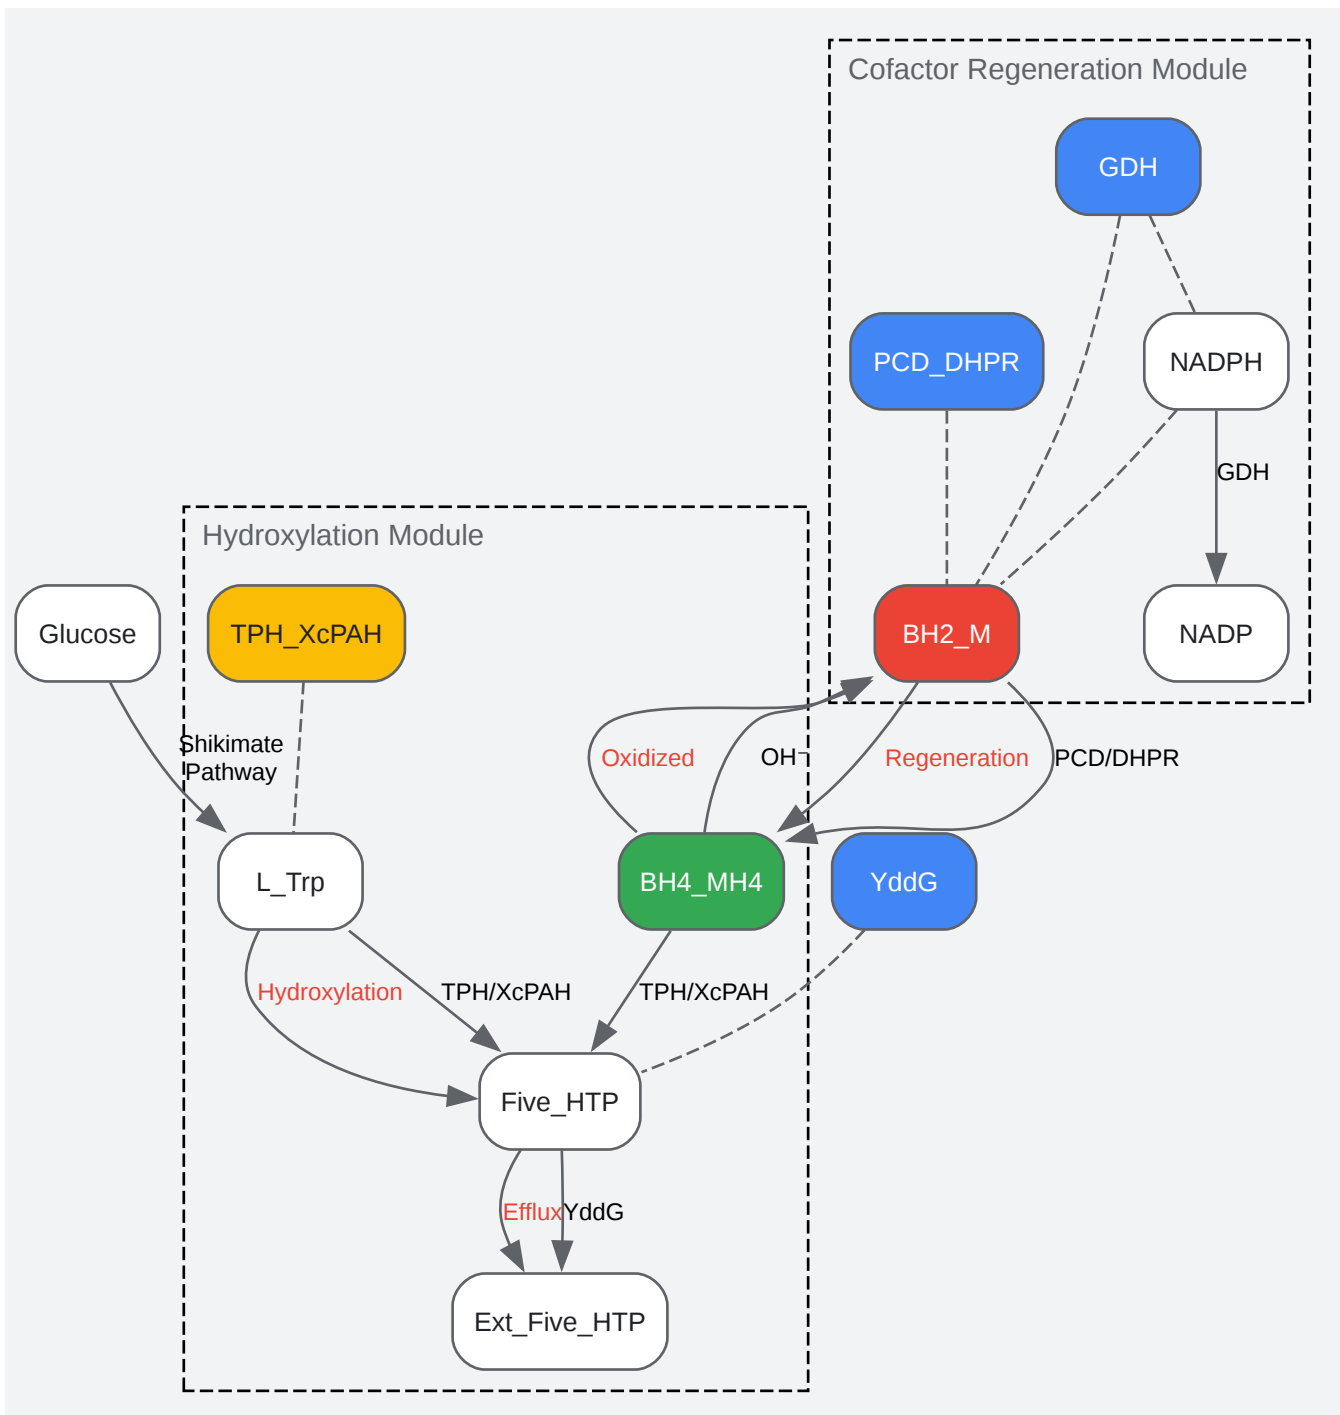 Cofactor Regeneration Module
GDH
PCD_DHPR
NADPH
GDH
Hydroxylation Module
Glucose
TPH_XcPAH
BH2_M
NADP
Shikimate
Pathway
Oxidized
OH⁻
Regeneration
PCD/DHPR
L_Trp
BH4_MH4
YddG
Hydroxylation
TPH/XcPAH
TPH/XcPAH
Five_HTP
Efflux
YddG
Ext_Five_HTP